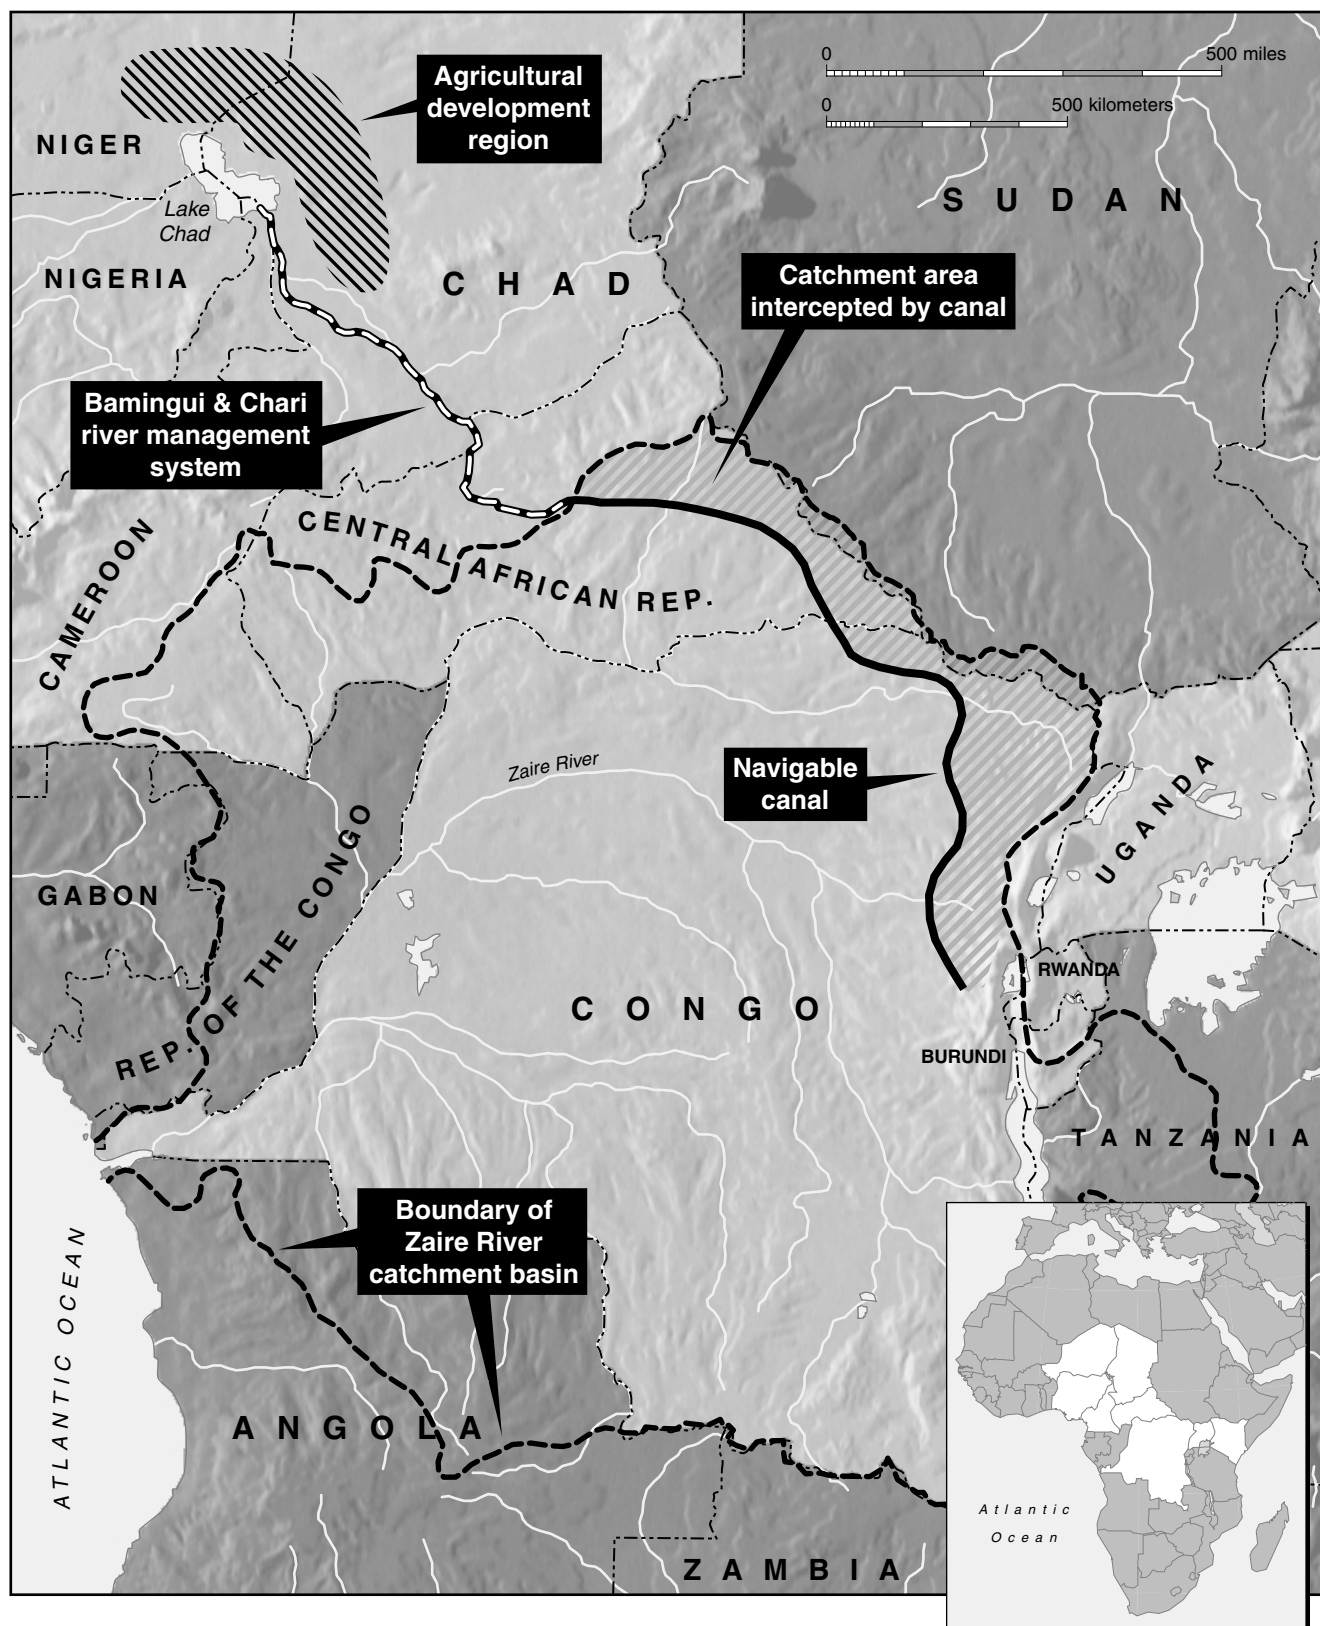 0
500 miles
0
500 kilometers
Agricultural
development
region
NIGER
SUDAN
Lake
Chad
NIGERIA
CHAD
Catchment area
intercepted by canal
Bamingui & Chari
river management
system
CENTRAL AFRICAN REP.
CAMEROON
Zaire River
Navigable
canal
UGANDA
GABON
REP. OF THE CONGO
RWANDA
CONGO
BURUNDI
TANZANIA
Boundary of
Zaire River
catchment basin
ATLANTIC OCEAN
ANGOLA
ZAMBIA
Atlantic
Ocean